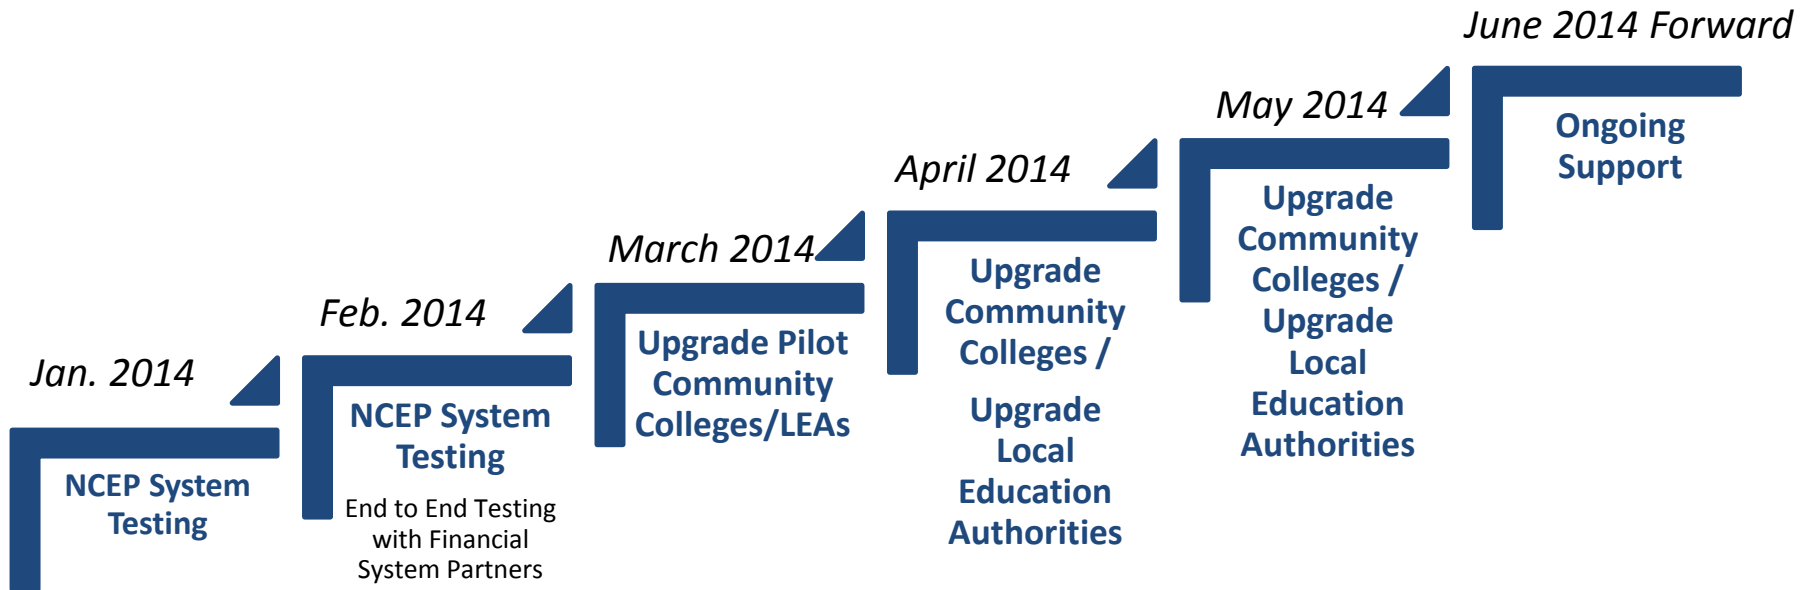 Jan. 2014
NCEP System
Testing
Feb. 2014
NCEP System
Testing
End to End Testing
with Financial
System Partners
March 2014
Upgrade Pilot
Community
Colleges/LEAs
April 2014
Upgrade
Community
Colleges /
Upgrade
Local
Education
Authorities
May 2014
Upgrade
Community
Colleges /
Upgrade
Local
Education
Authorities
June 2014 Forward
Ongoing
Support